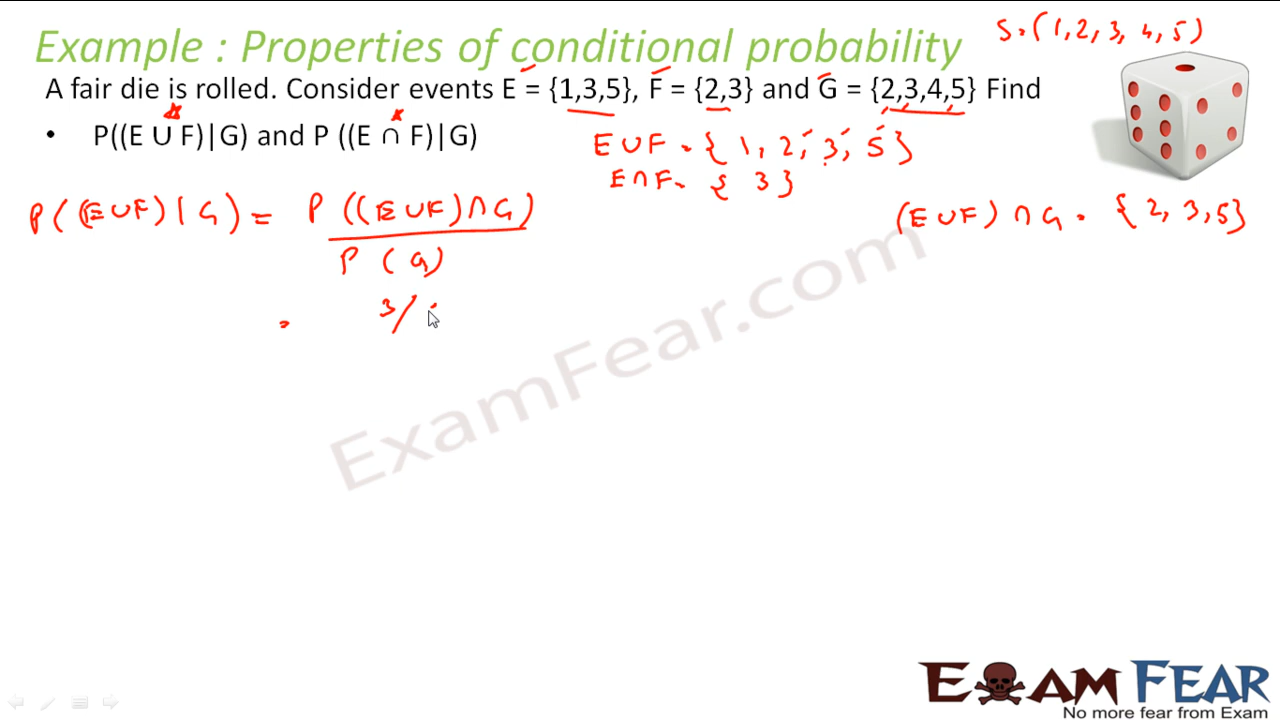 Example : Properties of conditional probability
S = (1, 2, 3, 4, 5)
A fair die is rolled. Consider events E = {1,3,5}, F = {2,3} and G = {2,3,4,5} Find
• P((E ∪ F)|G) and P ((E ∩ F)|G)
E ∪ F = { 1, 2, 3, 5 }
E ∩ F = { 3 }
P ((E ∪ F) | G) = P ((E ∪ F) ∩ G)
P (G)
(E ∪ F) ∩ G = { 2, 3, 5 }
= 3/
ExamFear.com
EXAM FEAR
No more fear from Exam